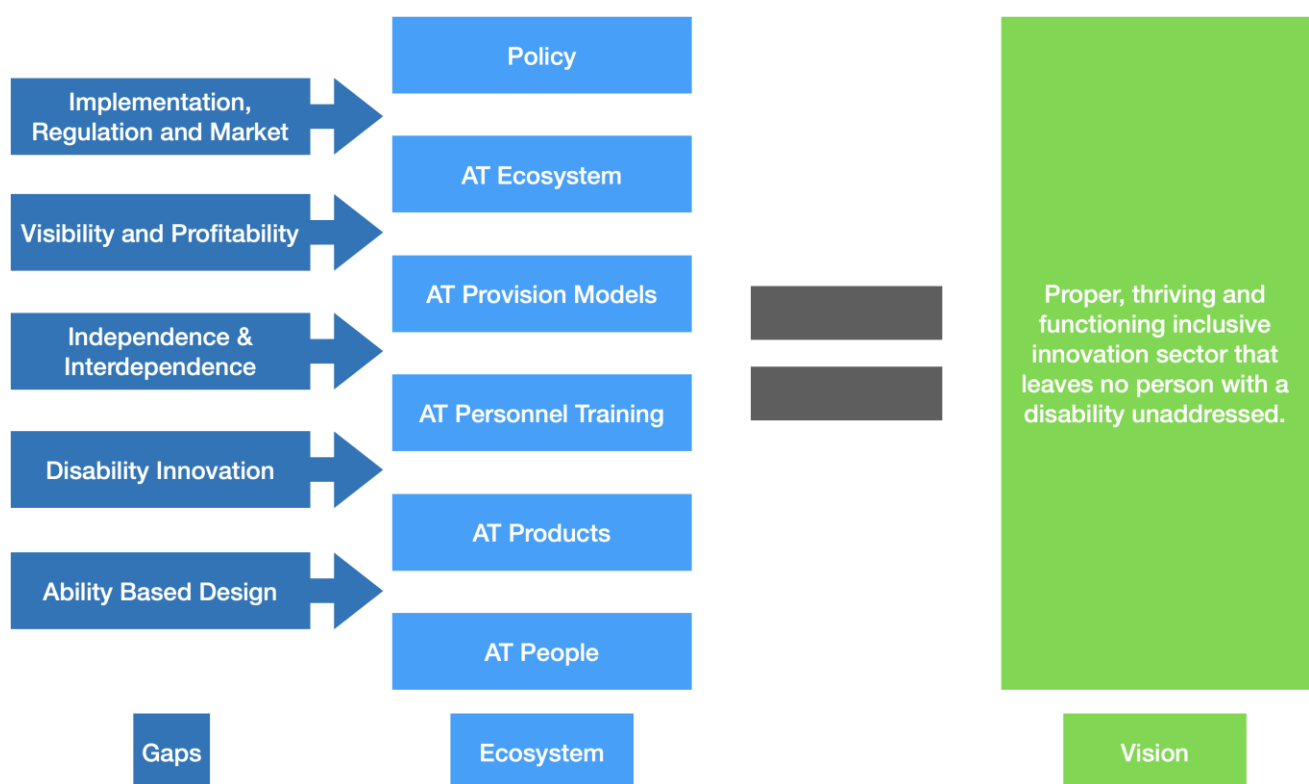 Implementation,
Regulation and Market
Visibility and Profitability
Independence &
Interdependence
Disability Innovation
Ability Based Design
Gaps
Policy
AT Ecosystem
AT Provision Models
AT Personnel Training
AT Products
AT People
Ecosystem
Proper, thriving and
functioning inclusive
innovation sector that
leaves no person with a
disability unaddressed.
Vision